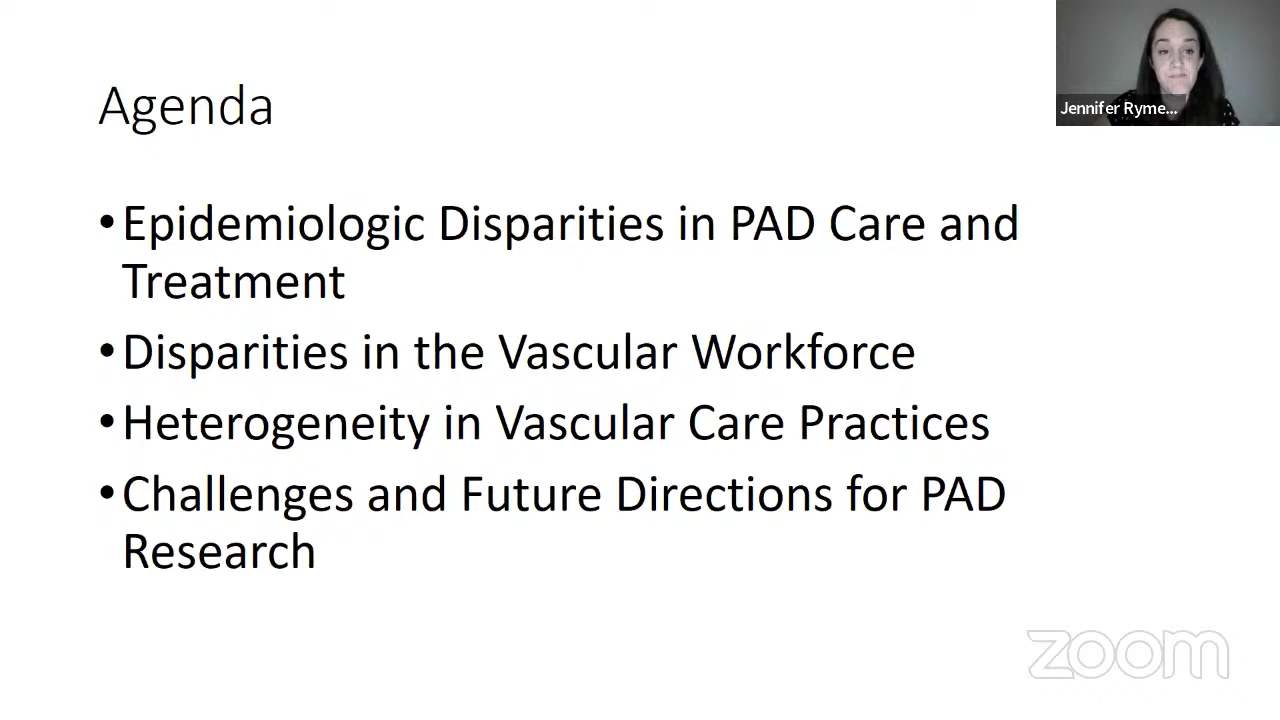 Agenda
•Epidemiologic Disparities in PAD Care and
Treatment
•Disparities in the Vascular Workforce
•Heterogeneity in Vascular Care Practices
•Challenges and Future Directions for PAD
Research
Jennifer Ryme...
zoom